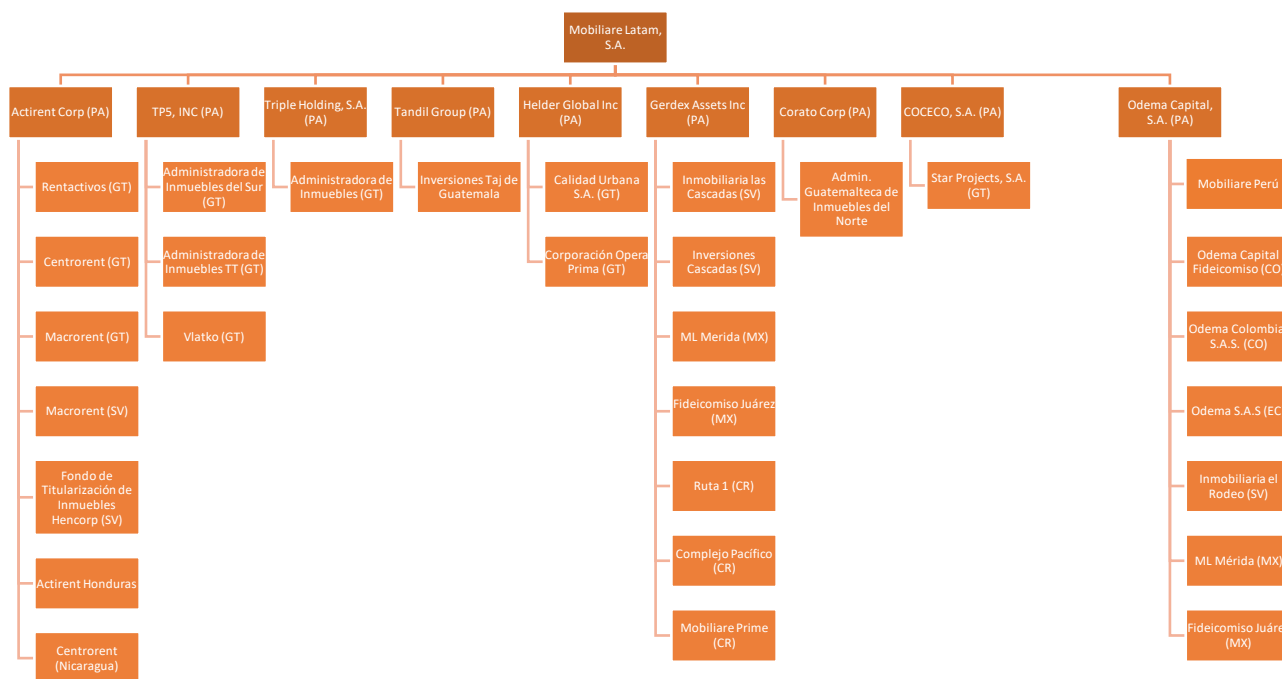 Mobiliare Latam,
S.A.
Actirent Corp (PA)
TP5, INC (PA)
Triple Holding, S.A.
(PA)
Tandil Group (PA)
Helder Global Inc
(PA)
Gerdex Assets Inc
(PA)
Corato Corp (PA)
COCECO, S.A. (PA)
Odema Capital,
S.A. (PA)
Rentactivos (GT)
Centrorent (GT)
Macrorent (GT)
Macrorent (SV)
Fondo de
Titularización de
Inmuebles
Hencorp (SV)
Actirent Honduras
Centrorent
(Nicaragua)
Administradora de
Inmuebles del Sur
(GT)
Administradora de
Inmuebles TT (GT)
Vlatko (GT)
Administradora de
Inmuebles (GT)
Inversiones Taj de
Guatemala
Calidad Urbana
S.A. (GT)
Corporación Opera
Prima (GT)
Inmobiliaria las
Cascadas (SV)
Inversiones
Cascadas (SV)
ML Merida (MX)
Fideicomiso Juárez
(MX)
Ruta 1 (CR)
Complejo Pacífico
(CR)
Mobiliare Prime
(CR)
Admin.
Guatemalteca de
Inmuebles del
Norte
Star Projects, S.A.
(GT)
Mobiliare Perú
Odema Capital
Fideicomiso (CO)
Odema Colombia
S.A.S. (CO)
Odema S.A.S (EC
Inmobiliaria el
Rodeo (SV)
ML Mérida (MX)
Fideicomiso Juáre
(MX)